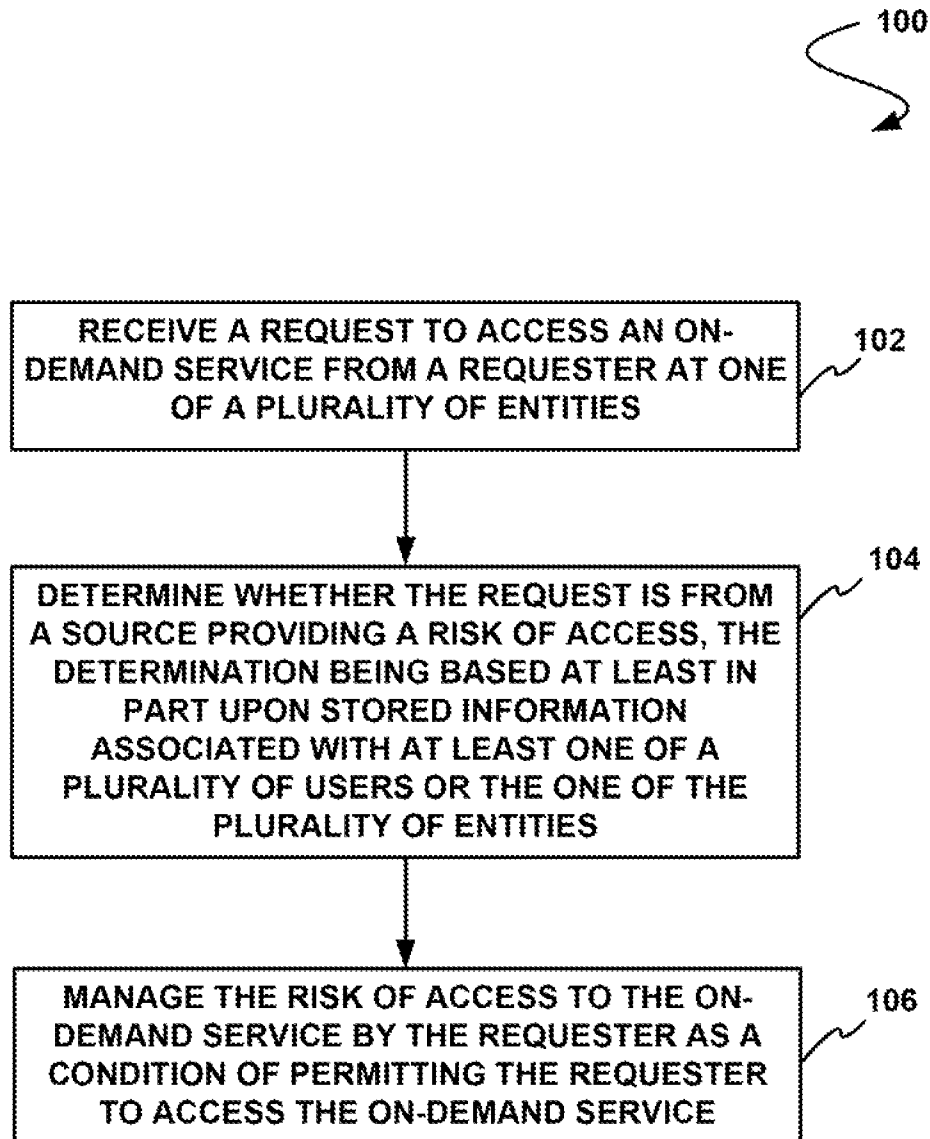 100
RECEIVE A REQUEST TO ACCESS AN ON-
DEMAND SERVICE FROM A REQUESTER AT ONE
OF A PLURALITY OF ENTITIES
102
DETERMINE WHETHER THE REQUEST IS FROM
A SOURCE PROVIDING A RISK OF ACCESS, THE
DETERMINATION BEING BASED AT LEAST IN
PART UPON STORED INFORMATION
ASSOCIATED WITH AT LEAST ONE OF A
PLURALITY OF USERS OR THE ONE OF THE
PLURALITY OF ENTITIES
104
MANAGE THE RISK OF ACCESS TO THE ON-
DEMAND SERVICE BY THE REQUESTER AS A
CONDITION OF PERMITTING THE REQUESTER
TO ACCESS THE ON-DEMAND SERVICE
106